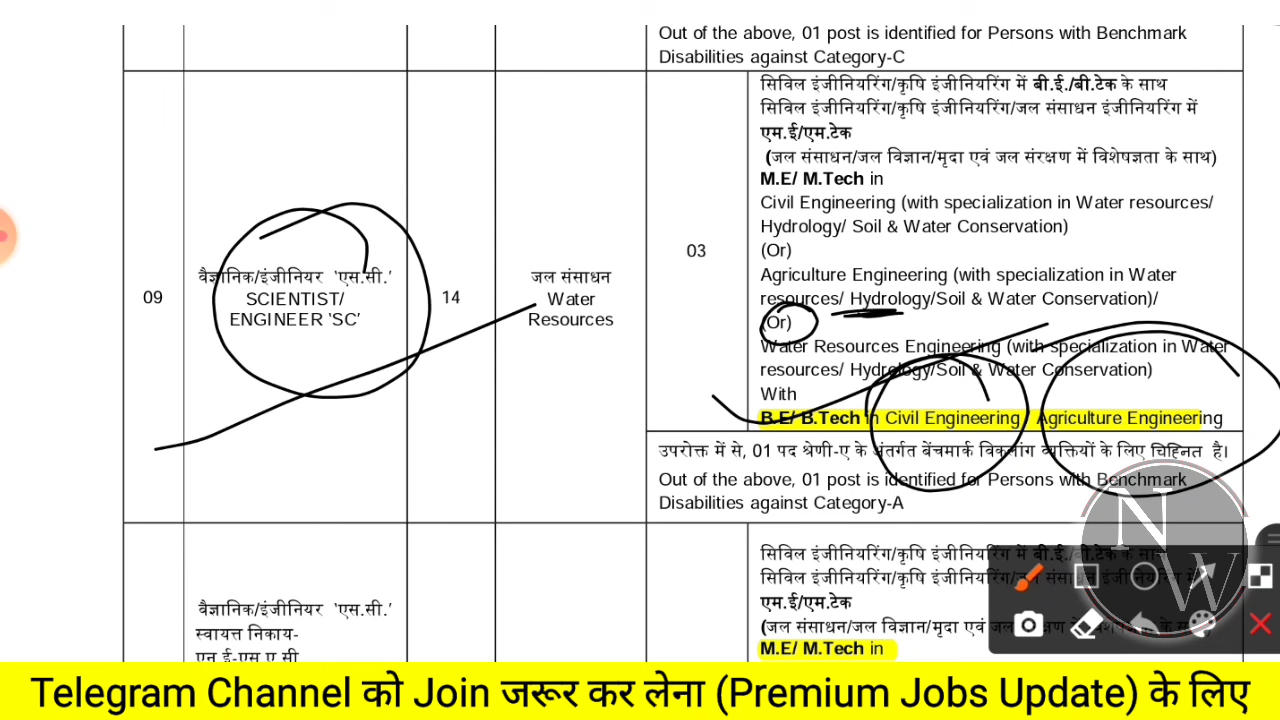 Out of the above, 01 post is identified for Persons with Benchmark
Disabilities against Category-C
09
वैज्ञानिक/इंजीनियर 'एस.सी.'
SCIENTIST/
ENGINEER 'SC'
14
जल संसाधन
Water
Resources
03
सिविल इंजीनियरिंग/कृषि इंजीनियरिंग में बी.ई./बी.टेक के साथ
सिविल इंजीनियरिंग/कृषि इंजीनियरिंग/जल संसाधन इंजीनियरिंग में
एम.ई/एम.टेक
(जल संसाधन/जल विज्ञान/मृदा एवं जल संरक्षण में विशेषज्ञता के साथ)
M.E/ M.Tech in
Civil Engineering (with specialization in Water resources/
Hydrology/ Soil & Water Conservation)
(Or)
Agriculture Engineering (with specialization in Water
resources/ Hydrology/Soil & Water Conservation)/
(Or)
Water Resources Engineering (with specialization in Water
resources/ Hydrology/Soil & Water Conservation)
With
B.E/ B.Tech in Civil Engineering / Agriculture Engineering
उपरोक्त में से, 01 पद श्रेणी-ए के अंतर्गत बेंचमार्क विकलांग व्यक्तियों के लिए चिह्नित है।
Out of the above, 01 post is identified for Persons with Benchmark
Disabilities against Category-A
वैज्ञानिक/इंजीनियर 'एस.सी.'
स्वायत्त निकाय-
एन ई-एस ए सी
सिविल इंजीनियरिंग/कृषि इंजीनियरिंग में बी.ई./बी.टेक के साथ
सिविल इंजीनियरिंग/कृषि इंजीनियरिंग/जल संसाधन इंजीनियरिंग में
एम.ई/एम.टेक
(जल संसाधन/जल विज्ञान/मृदा एवं जल
M.E/ M.Tech in
NW
Telegram Channel को Join जरूर कर लेना (Premium Jobs Update) के लिए